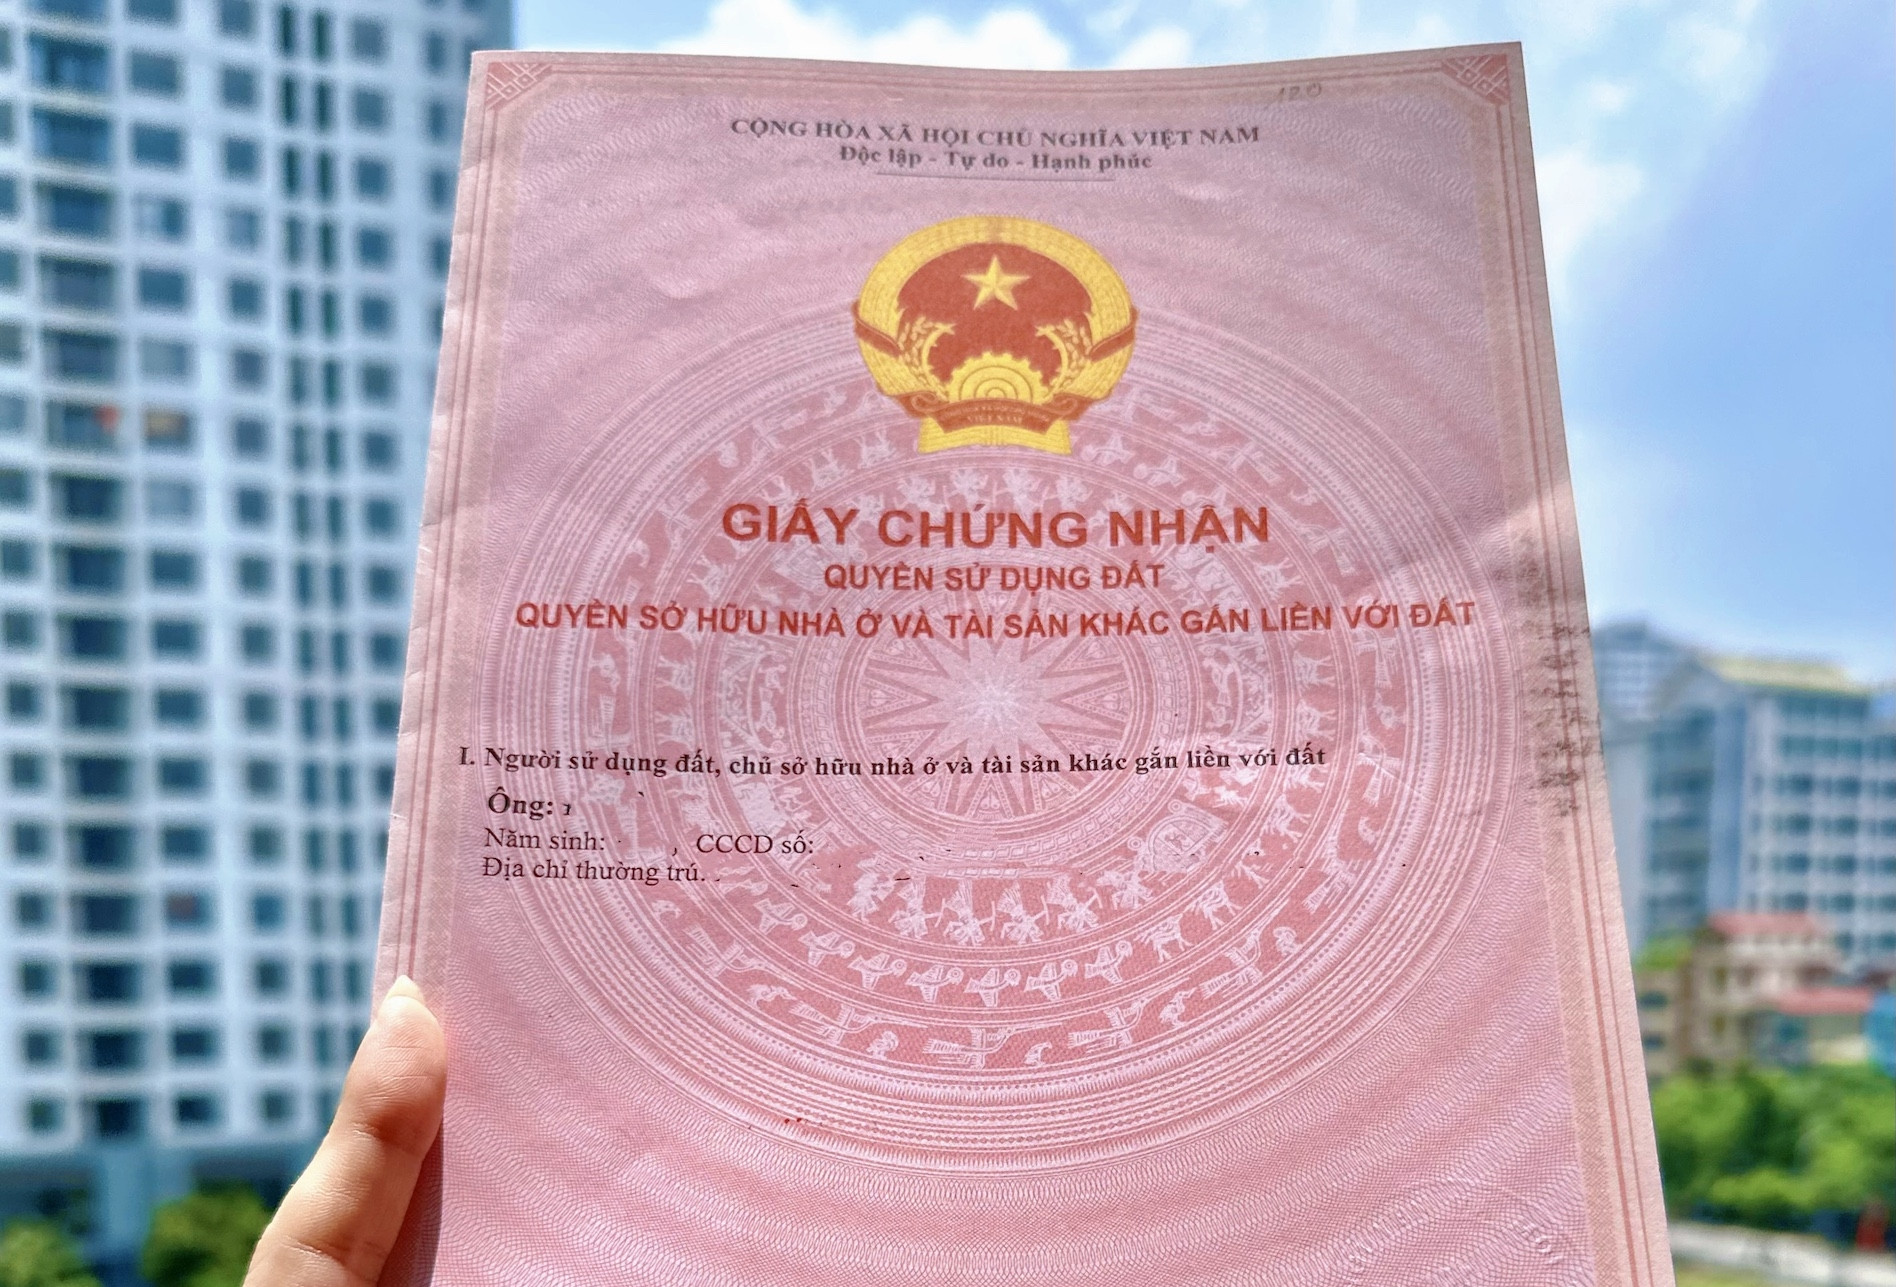 CỘNG HÒA XÃ HỘI CHỦ NGHĨA VIỆT NAM
Độc lập - Tự do - Hạnh phúc
GIẤY CHỨNG NHẬN
QUYỀN SỬ DỤNG ĐẤT
QUYỀN SỞ HỮU NHÀ Ở VÀ TÀI SẢN KHÁC GẮN LIỀN VỚI ĐẤT
I. Người sử dụng đất, chủ sở hữu nhà ở và tài sản khác gắn liền với đất
Ông:
Năm sinh: , CCCD số:
Địa chỉ thường trú.